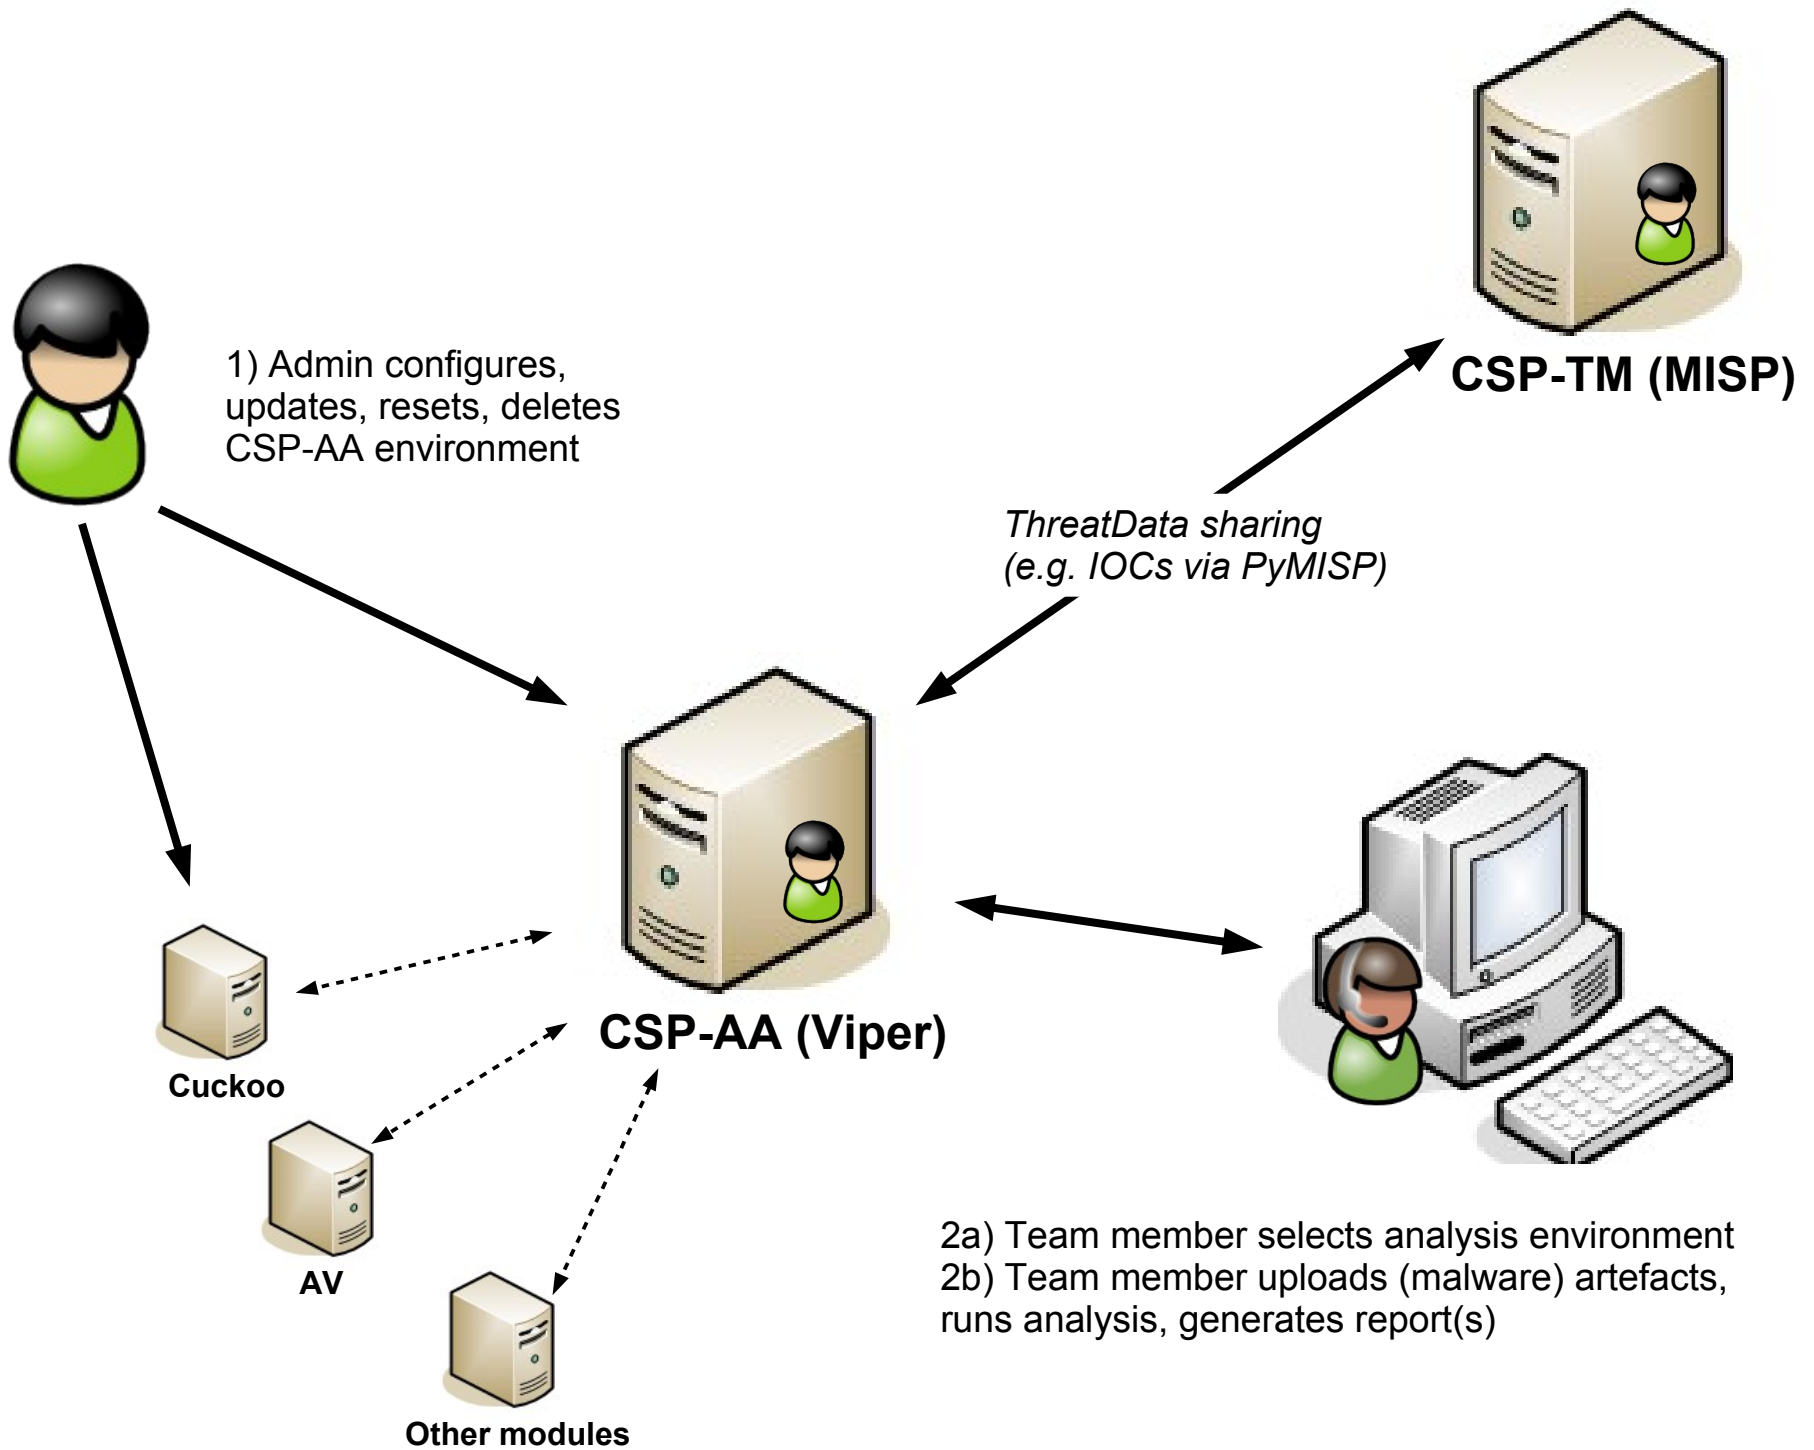 CSP-TM (MISP)
1) Admin configures,
updates, resets, deletes
CSP-AA environment
ThreatData sharing
(e.g. IOCs via PyMISP)
CSP-AA (Viper)
Cuckoo
AV
Other modules
2a) Team member selects analysis environment
2b) Team member uploads (malware) artefacts,
runs analysis, generates report(s)